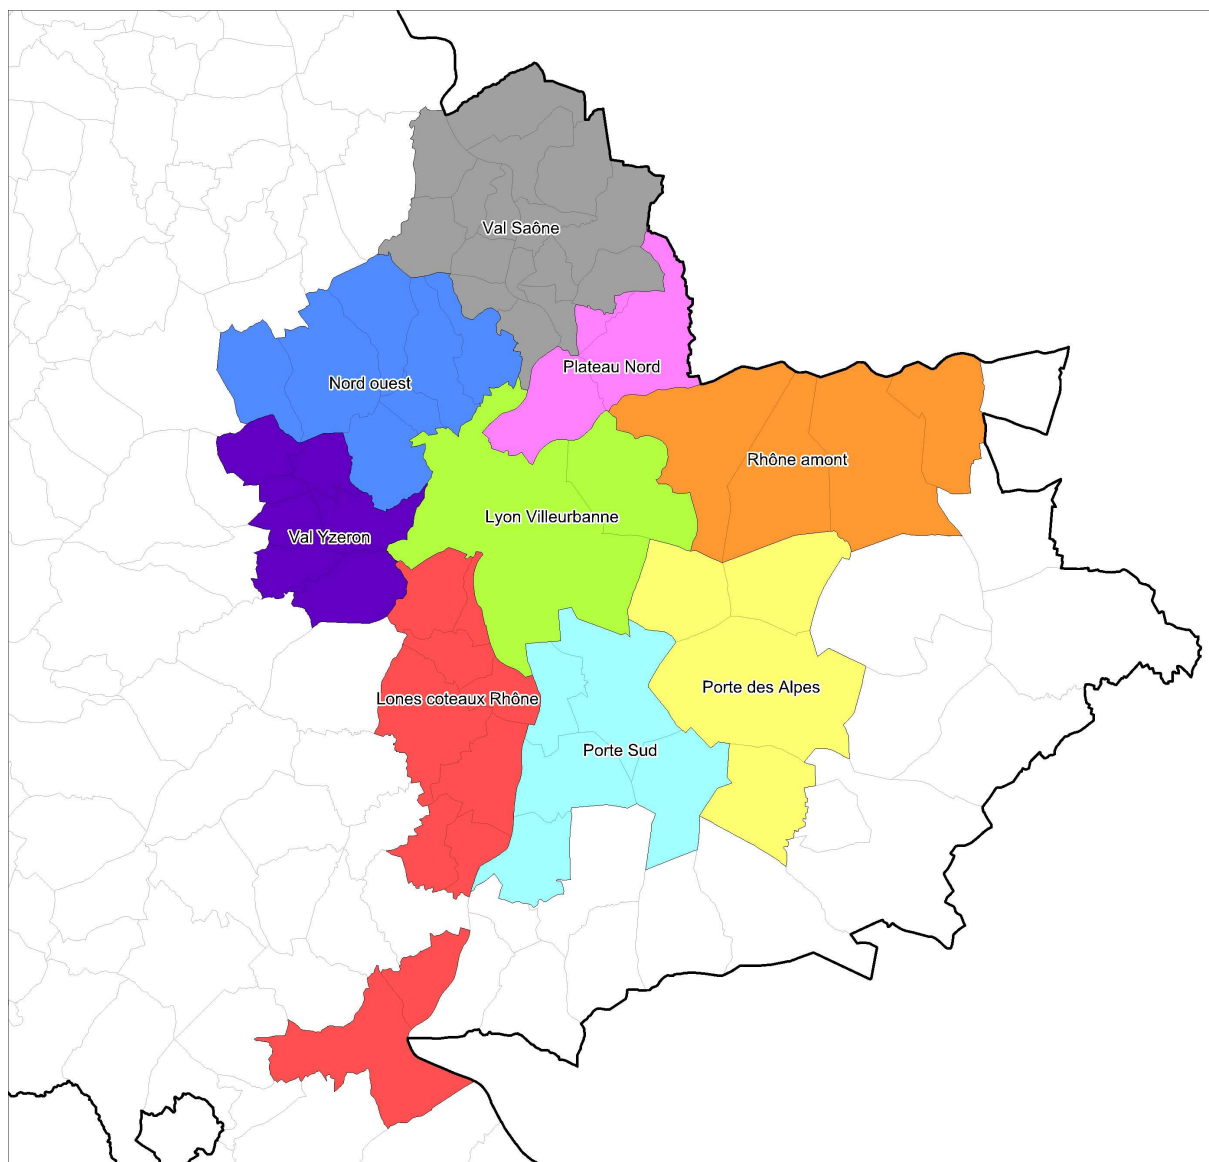 Val Saône
Plateau Nord
Nord ouest
Rhône amont
Lyon Villeurbanne
Val Yzeron
Porte des Alpes
Lones coteaux Rhône
Porte Sud